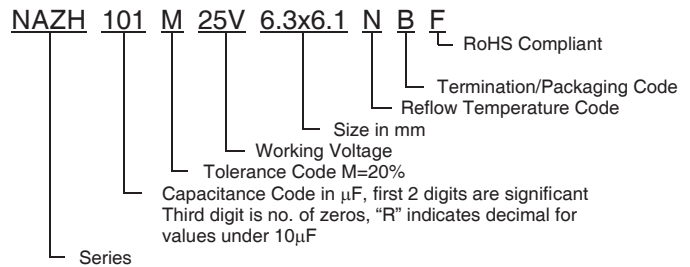 NAZH 101 M 25V 6.3x6.1 N B F
RoHS Compliant
Termination/Packaging Code
Reflow Temperature Code
Size in mm
Working Voltage
Tolerance Code M=20%
Capacitance Code in μF, first 2 digits are significant
Third digit is no. of zeros, “R” indicates decimal for
values under 10μF
Series